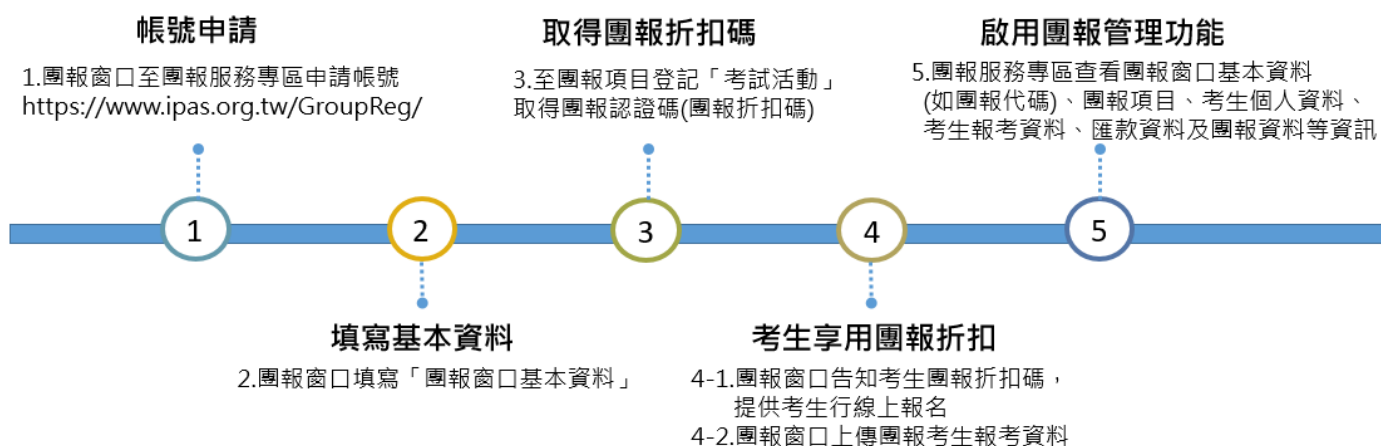 帳號申請
1.團報窗口至團報服務專區申請帳號
https://www.ipas.org.tw/GroupReg/
取得團報折扣碼
3.至團報項目登記「考試活動」
取得團報認證碼(團報折扣碼)
啟用團報管理功能
5.團報服務專區查看團報窗口基本資料
(如團報代碼)、團報項目、考生個人資料、
考生報考資料、匯款資料及團報資料等資訊
1
2
3
4
5
填寫基本資料
2.團報窗口填寫「團報窗口基本資料」
考生享用團報折扣
4-1.團報窗口告知考生團報折扣碼，
提供考生行線上報名
4-2.團報窗口上傳團報考生報考資料